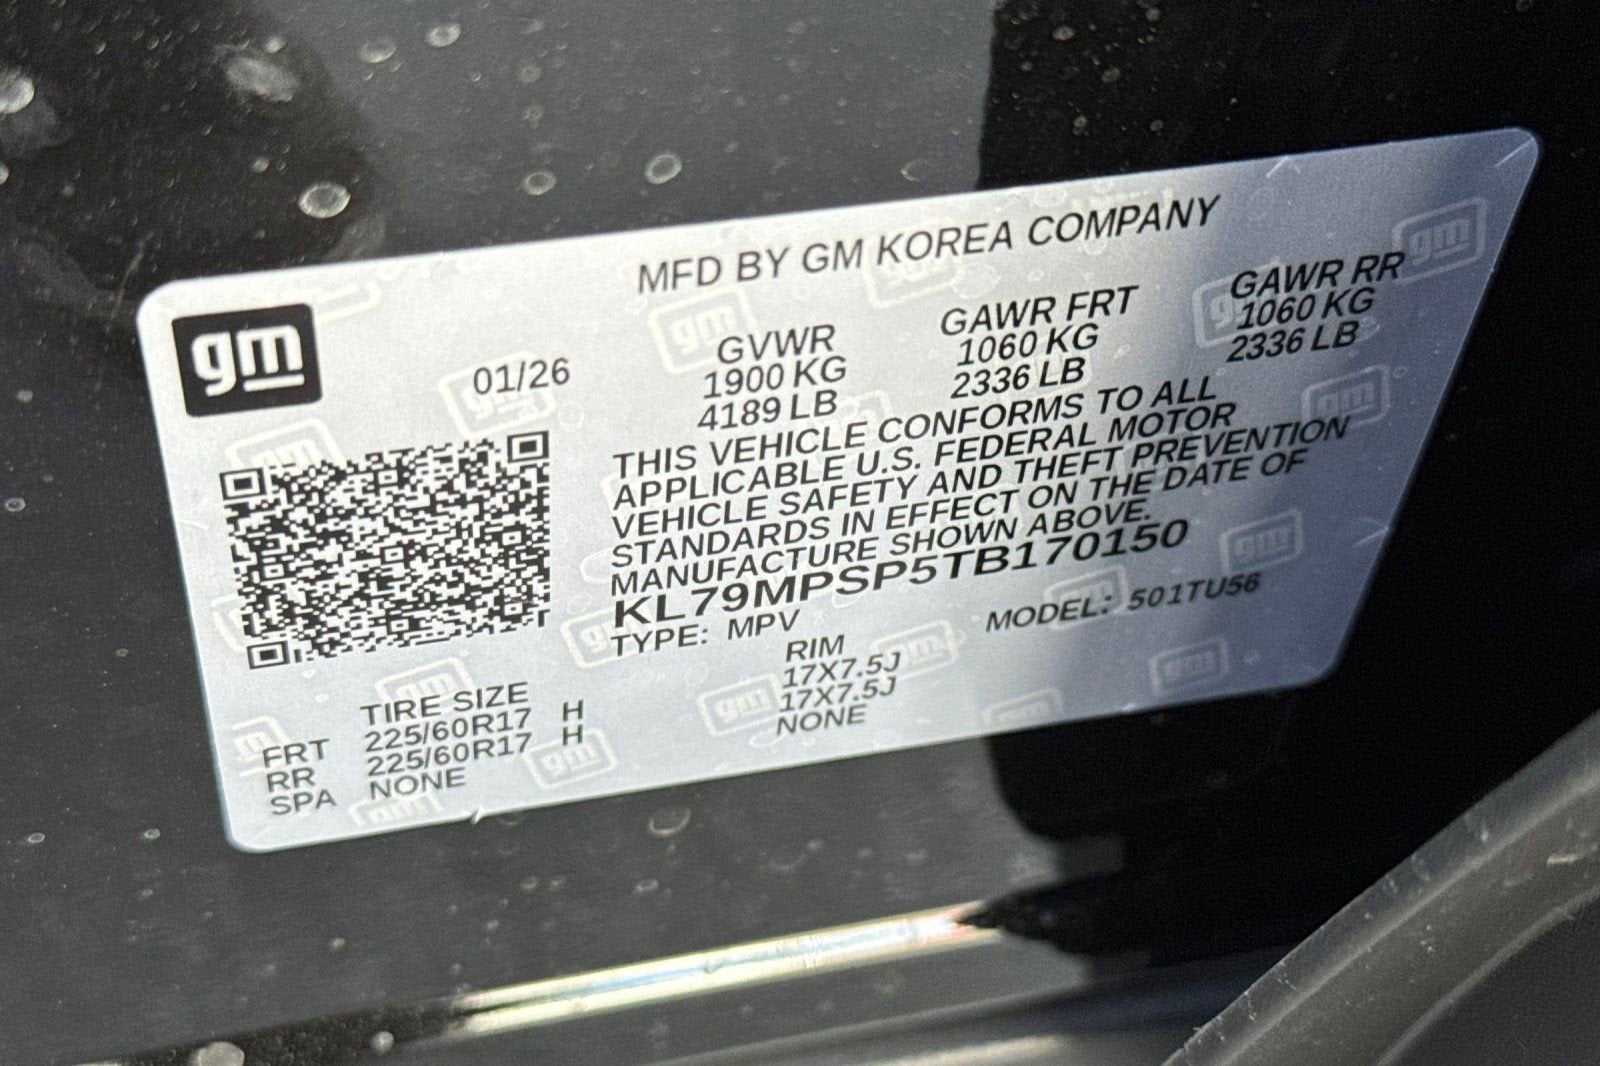 MFD BY GM KOREA COMPANY
gm
01/26
GVWR GAWR FRT GAWR RR
1900 KG 1060 KG 1060 KG
4189 LB 2336 LB 2336 LB
THIS VEHICLE CONFORMS TO ALL
APPLICABLE U.S. FEDERAL MOTOR
VEHICLE SAFETY AND THEFT PREVENTION
STANDARDS IN EFFECT ON THE DATE OF
MANUFACTURE SHOWN ABOVE.
KL79MPSP5TB170150
TYPE: MPV MODEL: 501TU56
TIRE SIZE RIM
FRT 225/60R17 H 17X7.5J
RR 225/60R17 H 17X7.5J
SPA NONE NONE